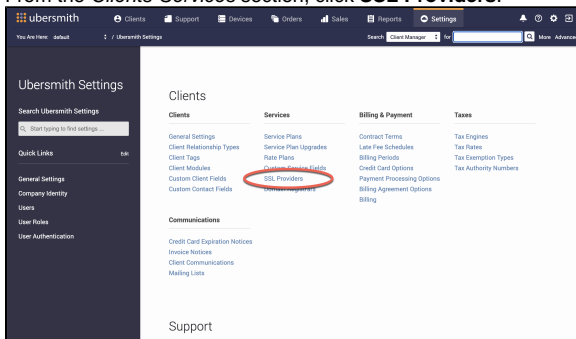 From the Clients Services section, click SSL Providers.
ubersmith Clients Support Devices Orders Sales Reports Settings
You Are Here: default / Ubersmith Settings Search Client Manager for More Advanced
Ubersmith Settings
Search Ubersmith Settings
Start typing to find settings ...
Quick Links Edit
General Settings
Company Identity
Users
User Roles
User Authentication
Clients
Clients Services Billing & Payment Taxes
General Settings Service Plans Contract Terms Tax Engines
Client Relationship Types Service Plan Upgrades Late Fee Schedules Tax Rates
Client Tags Rate Plans Billing Periods Tax Exemption Types
Client Modules Custom Service Fields Credit Card Options Tax Authority Numbers
Custom Client Fields SSL Providers Payment Processing Options
Custom Contact Fields Domain Registrars Billing Agreement Options
Billing
Communications
Credit Card Expiration Notices
Invoice Notices
Client Communications
Mailing Lists
Support